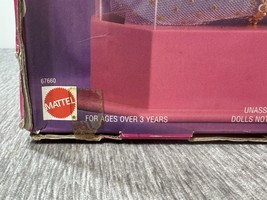 67660
MATTEL
FOR AGES OVER 3 YEARS
UNASS
DOLLS NOT